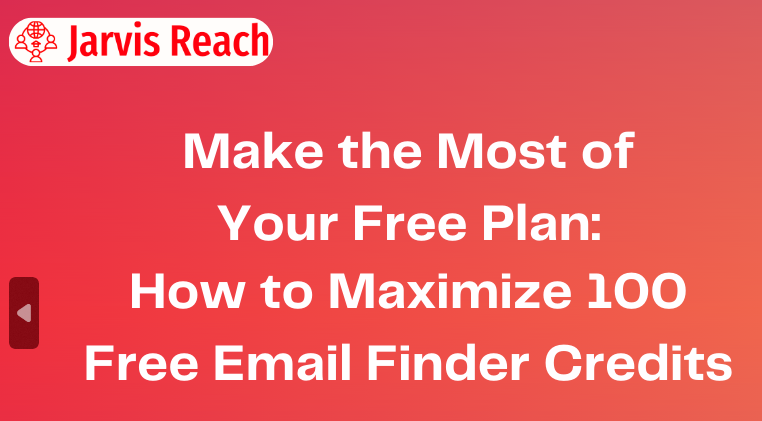 Jarvis Reach
Make the Most of
Your Free Plan:
How to Maximize 100
Free Email Finder Credits